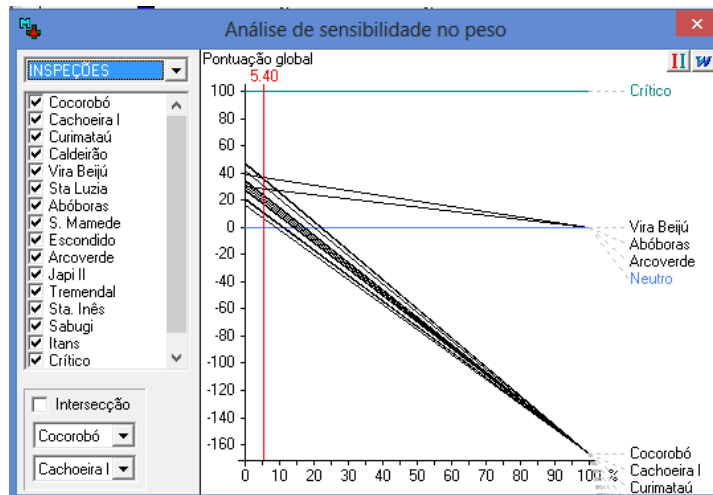 Análise de sensibilidade no peso
INSPEÇÕES
Cocorobó
Cachoeira I
Curimataú
Caldeirão
Vira Beijú
Sta Luzia
Abóboras
S. Mamede
Escondido
Arcoverde
Japi II
Tremendal
Sta. Inês
Sabugi
Itans
Crítico
Intersecção
Cocorobó
Cachoeira I
Pontuação global
5.40
100
80
60
40
20
0
-20
-40
-60
-80
-100
-120
-140
-160
0 10 20 30 40 50 60 70 80 90 100 %
Crítico
Vira Beijú
Abóboras
Arcoverde
Neutro
Cocorobó
Cachoeira I
Curimataú